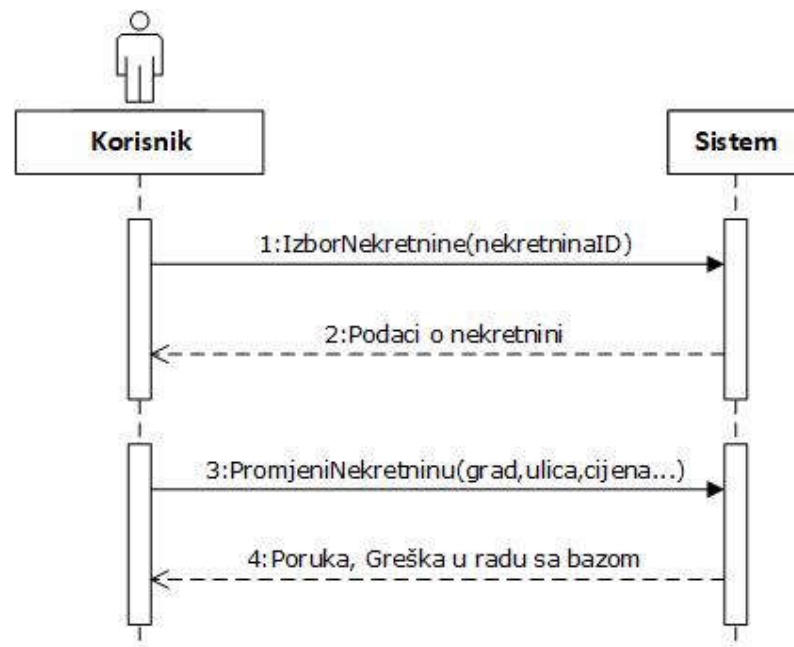 Korisnik
Sistem
1:IzborNekretnine(nekretninaID)
2:Podaci o nekretnini
3:PromjeniNekretninu(grad,ulica,cijena...)
4:Poruka, Greška u radu sa bazom